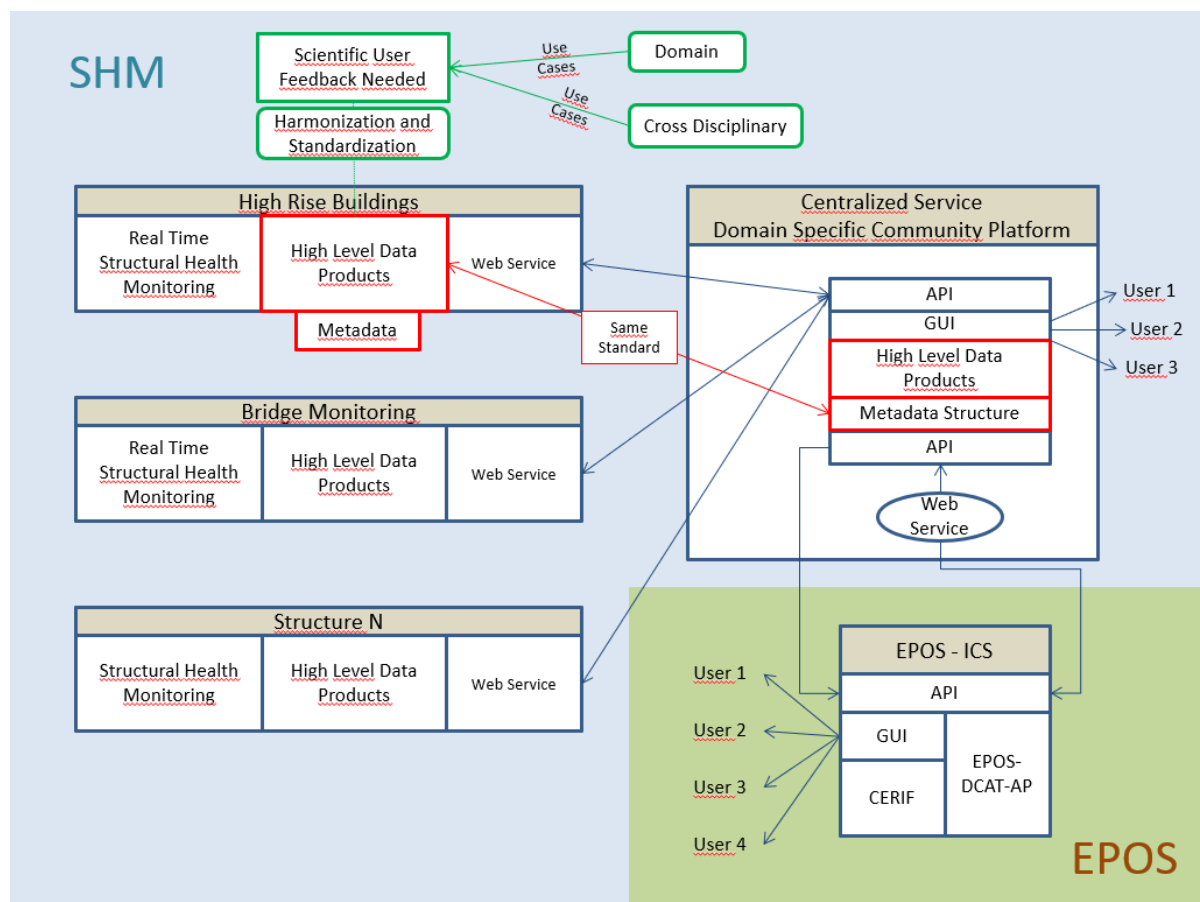 SHM
Scientific User
Feedback Needed
Use
Cases
Domain
Use
Cases
Cross Disciplinary
Harmonization and
Standardization
High Rise Buildings
Real Time
Structural Health
Monitoring
High Level Data
Products
Web Service
Metadata
Same
Standard
Bridge Monitoring
Real Time
Structural Health
Monitoring
High Level Data
Products
Web Service
Structure N
Structural Health
Monitoring
High Level Data
Products
Web Service
Centralized Service
Domain Specific Community Platform
API
GUI
High Level Data
Products
Metadata Structure
API
Web
Service
User 1
User 2
User 3
EPOS - ICS
API
GUI
CERIF
EPOS-
DCAT-AP
User 1
User 2
User 3
User 4
EPOS